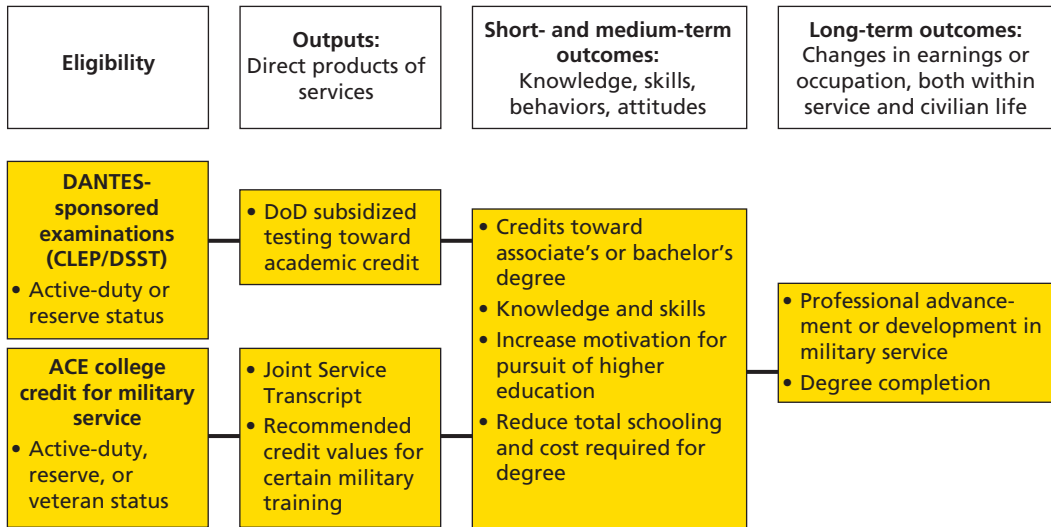 Eligibility
Outputs:
Direct products of
services
Short- and medium-term
outcomes:
Knowledge, skills,
behaviors, attitudes
Long-term outcomes:
Changes in earnings or
occupation, both within
service and civilian life
DANTES-
sponsored
examinations
(CLEP/DSST)
• Active-duty or
reserve status
• DoD subsidized
testing toward
academic credit
ACE college
credit for military
service
• Active-duty,
reserve, or
veteran status
• Joint Service
Transcript
• Recommended
credit values for
certain military
training
• Credits toward
associate’s or bachelor’s
degree
• Knowledge and skills
• Increase motivation for
pursuit of higher
education
• Reduce total schooling
and cost required for
degree
• Professional advance-
ment or development in
military service
• Degree completion